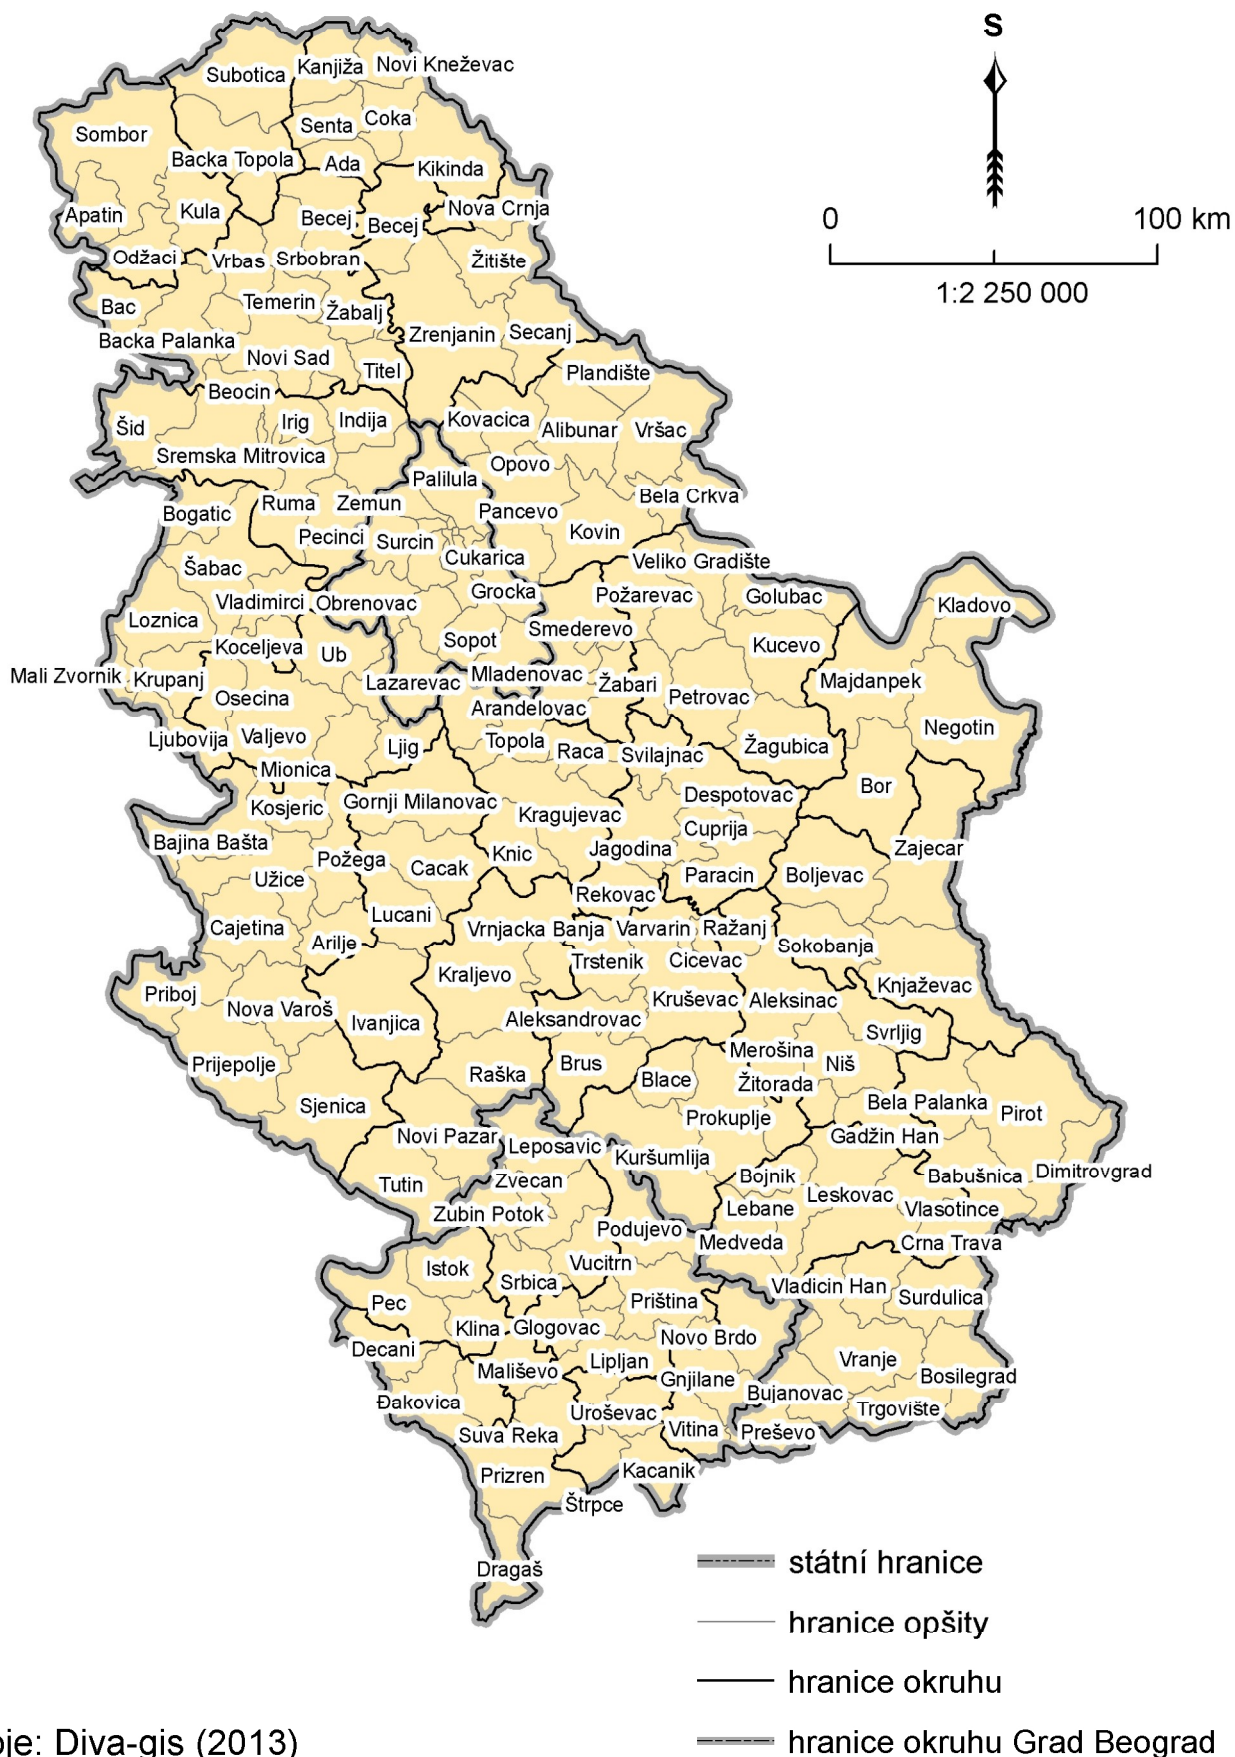 S
0 100 km
1:2 250 000
Subotica Kanjiža Novi Kneževac
Sombor Senta Coka
Backa Topola Ada Kikinda
Apatin Kula Becej Becej Nova Crnja
Odžaci Vrbas Srbobran Žitište
Bac Temerin Žabalj
Backa Palanka Novi Sad Zrenjanin Secanj
Titel Plandište
Beocin
Šid Irig Indija Kovacica Alibunar Vršac
Sremska Mitrovica Opovo
Palilula
Bogatic Ruma Zemun Pancevo Bela Crkva
Pecinci Surcin Kovin
Šabac Cukarica Veliko Gradište
Vladimirci Obrenovac Grocka Požarevac Golubac Kladovo
Loznica Smederevo
Koceljeva Ub Sopot Kucevo
Mali Zvornik Krupanj Lazarevac Mladenovac Žabari Majdanpek
Osecina Arandelovac Petrovac
Ljubovija Valjevo Ljig Topola Raca Svilajnac Žagubica Negotin
Mionica
Kosjeric Gornji Milanovac Kragujevac Despotovac Bor
Bajina Bašta Cuprija
Požega Cacak Knic Jagodina Zajecar
Užice Rekovac Paracin Boljevac
Cajetina Lucani Vrnjacka Banja Varvarin Ražanj
Arilje Trstenik Cicevac Sokobanja
Priboj Kraljevo Knjaževac
Nova Varoš Ivanjica Aleksandrovac Kruševac Aleksinac
Svrljig
Prijepolje Raška Brus Blace Merošina Niš
Žitorada
Sjenica Prokuplje Bela Palanka Pirot
Novi Pazar Leposavic Gadžin Han
Kuršumlija
Tutin Zvecan Bojnik Babušnica Dimitrovgrad
Zubin Potok Lebane Leskovac Vlasotince
Podujevo Medveda Crna Trava
Istok Srbica Vucitrn Vladicin Han
Pec Priština Surdulica
Klina Glogovac Novo Brdo
Decani Mališevo Lipljan Gnjilane Vranje
Bosilegrad
Đakovica Uroševac Bujanovac Trgovište
Suva Reka Vitina Preševo
Prizren Kacanik
Štrpce
Dragaš
státní hranice
hranice opšity
hranice okruhu
hranice okruhu Grad Beograd
oje: Diva-gis (2013)